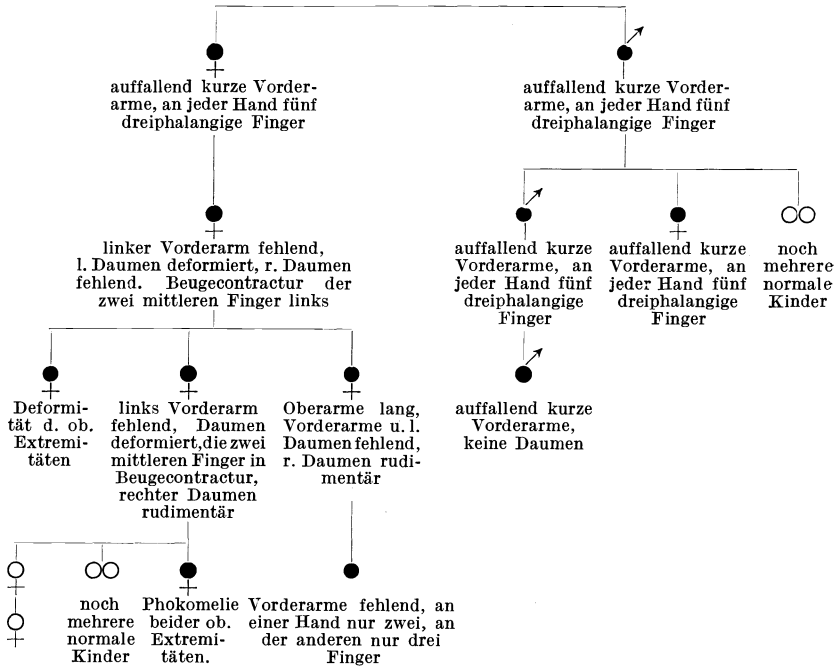 auffallend kurze Vorder-
arme, an jeder Hand fünf
dreiphalangige Finger
auffallend kurze Vorder-
arme, an jeder Hand fünf
dreiphalangige Finger
linker Vorderarm fehlend,
l. Daumen deformiert, r. Daumen
fehlend. Beugecontractur der
zwei mittleren Finger links
auffallend kurze
Vorderarme, an
jeder Hand fünf
dreiphalangige
Finger
auffallend kurze
Vorderarme, an
jeder Hand fünf
dreiphalangige
Finger
noch
mehrere
normale
Kinder
Deformi-
tät d. ob.
Extremi-
täten
links Vorderarm
fehlend, Daumen
deformiert, die zwei
mittleren Finger in
Beugecontractur,
rechter Daumen
rudimentär
Oberarme lang,
Vorderarme u. l.
Daumen fehlend,
r. Daumen rudi-
mentär
auffallend kurze
Vorderarme,
keine Daumen
noch
mehrere
normale
Kinder
Phokomelie
beider ob.
Extremi-
täten.
Vorderarme fehlend, an
einer Hand nur zwei, an
der anderen nur drei
Finger